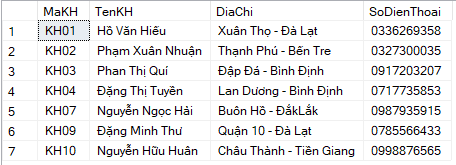 MaKH TenKH DiaChi SoDienThoai
1 KH01 Hồ Văn Hiếu Xuân Thọ - Đà Lạt 0336269358
2 KH02 Phạm Xuân Nhuận Thạnh Phú - Bến Tre 0327300035
3 KH03 Phan Thị Quí Đập Đá - Bình Định 0917203207
4 KH04 Đặng Thị Tuyền Lan Dương - Bình Định 0717735853
5 KH07 Nguyễn Ngọc Hải Buôn Hồ - ĐắkLắk 0987935915
6 KH09 Đặng Minh Thư Quận 10 - Đà Lạt 0785566433
7 KH10 Nguyễn Hữu Huân Châu Thành - Tiền Giang 0998876565